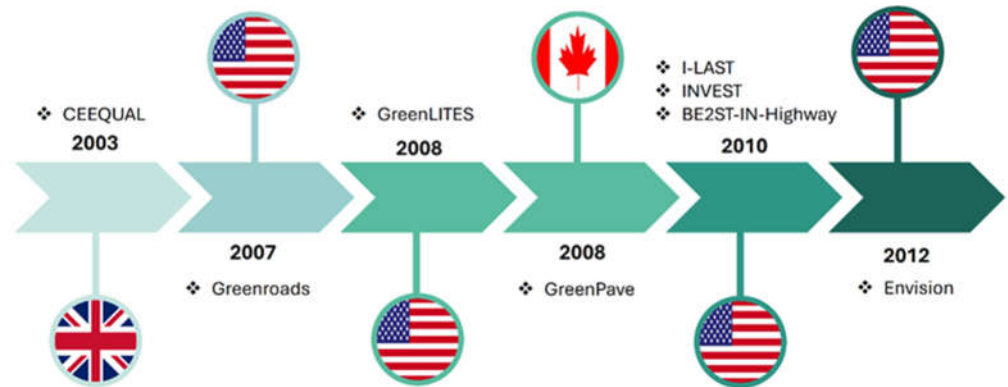 ❖ CEEQUAL
2003
2007
❖ Greenroads
❖ GreenLITES
2008
2008
❖ GreenPave
❖ I-LAST
❖ INVEST
❖ BE2ST-IN-Highway
2010
2012
❖ Envision